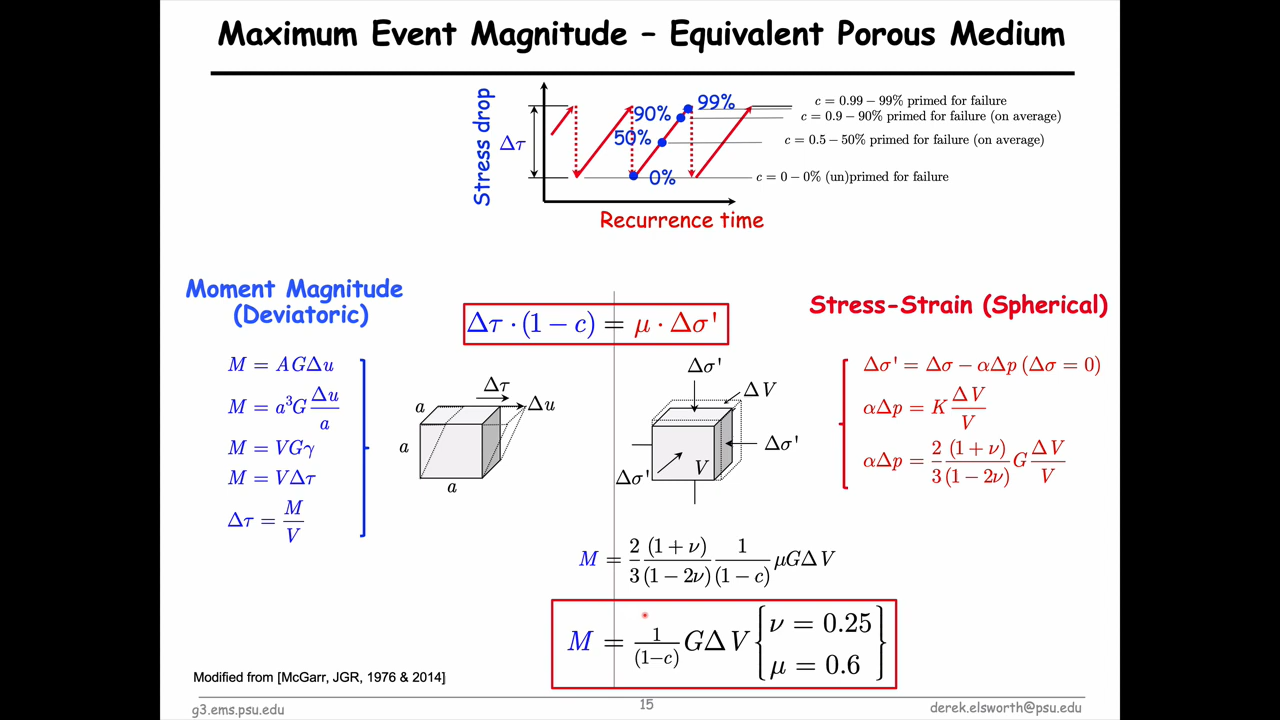 Maximum Event Magnitude – Equivalent Porous Medium
Stress drop
Δτ
99%
90%
50%
0%
c = 0.99 − 99% primed for failure
c = 0.9 − 90% primed for failure (on average)
c = 0.5 − 50% primed for failure (on average)
c = 0 − 0% (un)primed for failure
Recurrence time
Moment Magnitude
(Deviatoric)
M = AGΔu
M = a³G Δu/a
M = VGγ
M = VΔτ
Δτ = M/V
Δτ · (1 − c) = μ · Δσ'
Δτ
Δu
a
a
a
Δσ'
ΔV
Δσ'
Δσ'
V
Stress-Strain (Spherical)
Δσ' = Δσ − αΔp (Δσ = 0)
αΔp = K ΔV/V
αΔp = 2/3 (1 + ν)/(1 − 2ν) G ΔV/V
M = 2/3 (1 + ν)/(1 − 2ν) 1/(1 − c) μGΔV
M = 1/(1−c) GΔV { ν = 0.25
μ = 0.6 }
Modified from [McGarr, JGR, 1976 & 2014]
g3.ems.psu.edu
15
derek.elsworth@psu.edu